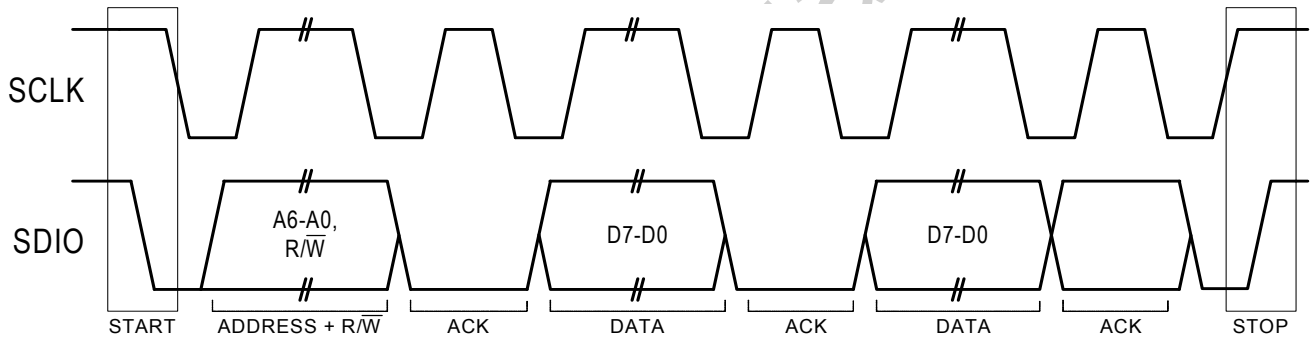 SCLK
SDIO
A6-A0,
R/W̅
D7-D0
D7-D0
START
ADDRESS + R/W̅
ACK
DATA
ACK
DATA
ACK
STOP